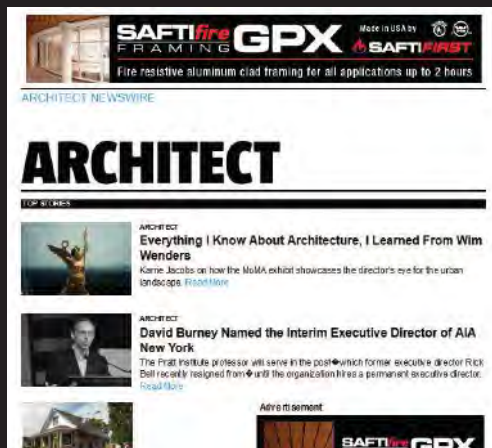 SAFTIfire GPX
FRAMING
Made in USA by
SAFTIFIRST
Fire resistive aluminum clad framing for all applications up to 2 hours
ARCHITECT NEWSWIRE
ARCHITECT
TOP STORIES
ARCHITECT
Everything I Know About Architecture, I Learned From Wim
Wenders
Karrie Jacobs on how the MoMA exhibit showcases the director's eye for the urban
landscape. Read More
ARCHITECT
David Burney Named the Interim Executive Director of AIA
New York
The Pratt Institute professor will serve in the post�which former executive director Rick
Bell recently resigned from�until the organization hires a permanent executive director.
Read More
Advertisement
SAFTIfire GPX